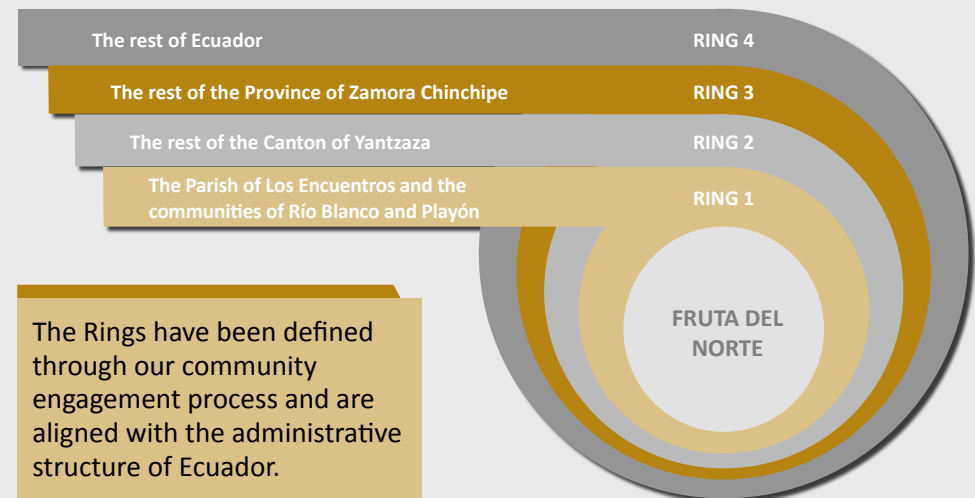 The rest of Ecuador RING 4
The rest of the Province of Zamora Chinchipe RING 3
The rest of the Canton of Yantzaza RING 2
The Parish of Los Encuentros and the
communities of Río Blanco and Playón RING 1
FRUTA DEL
NORTE
The Rings have been defined
through our community
engagement process and are
aligned with the administrative
structure of Ecuador.